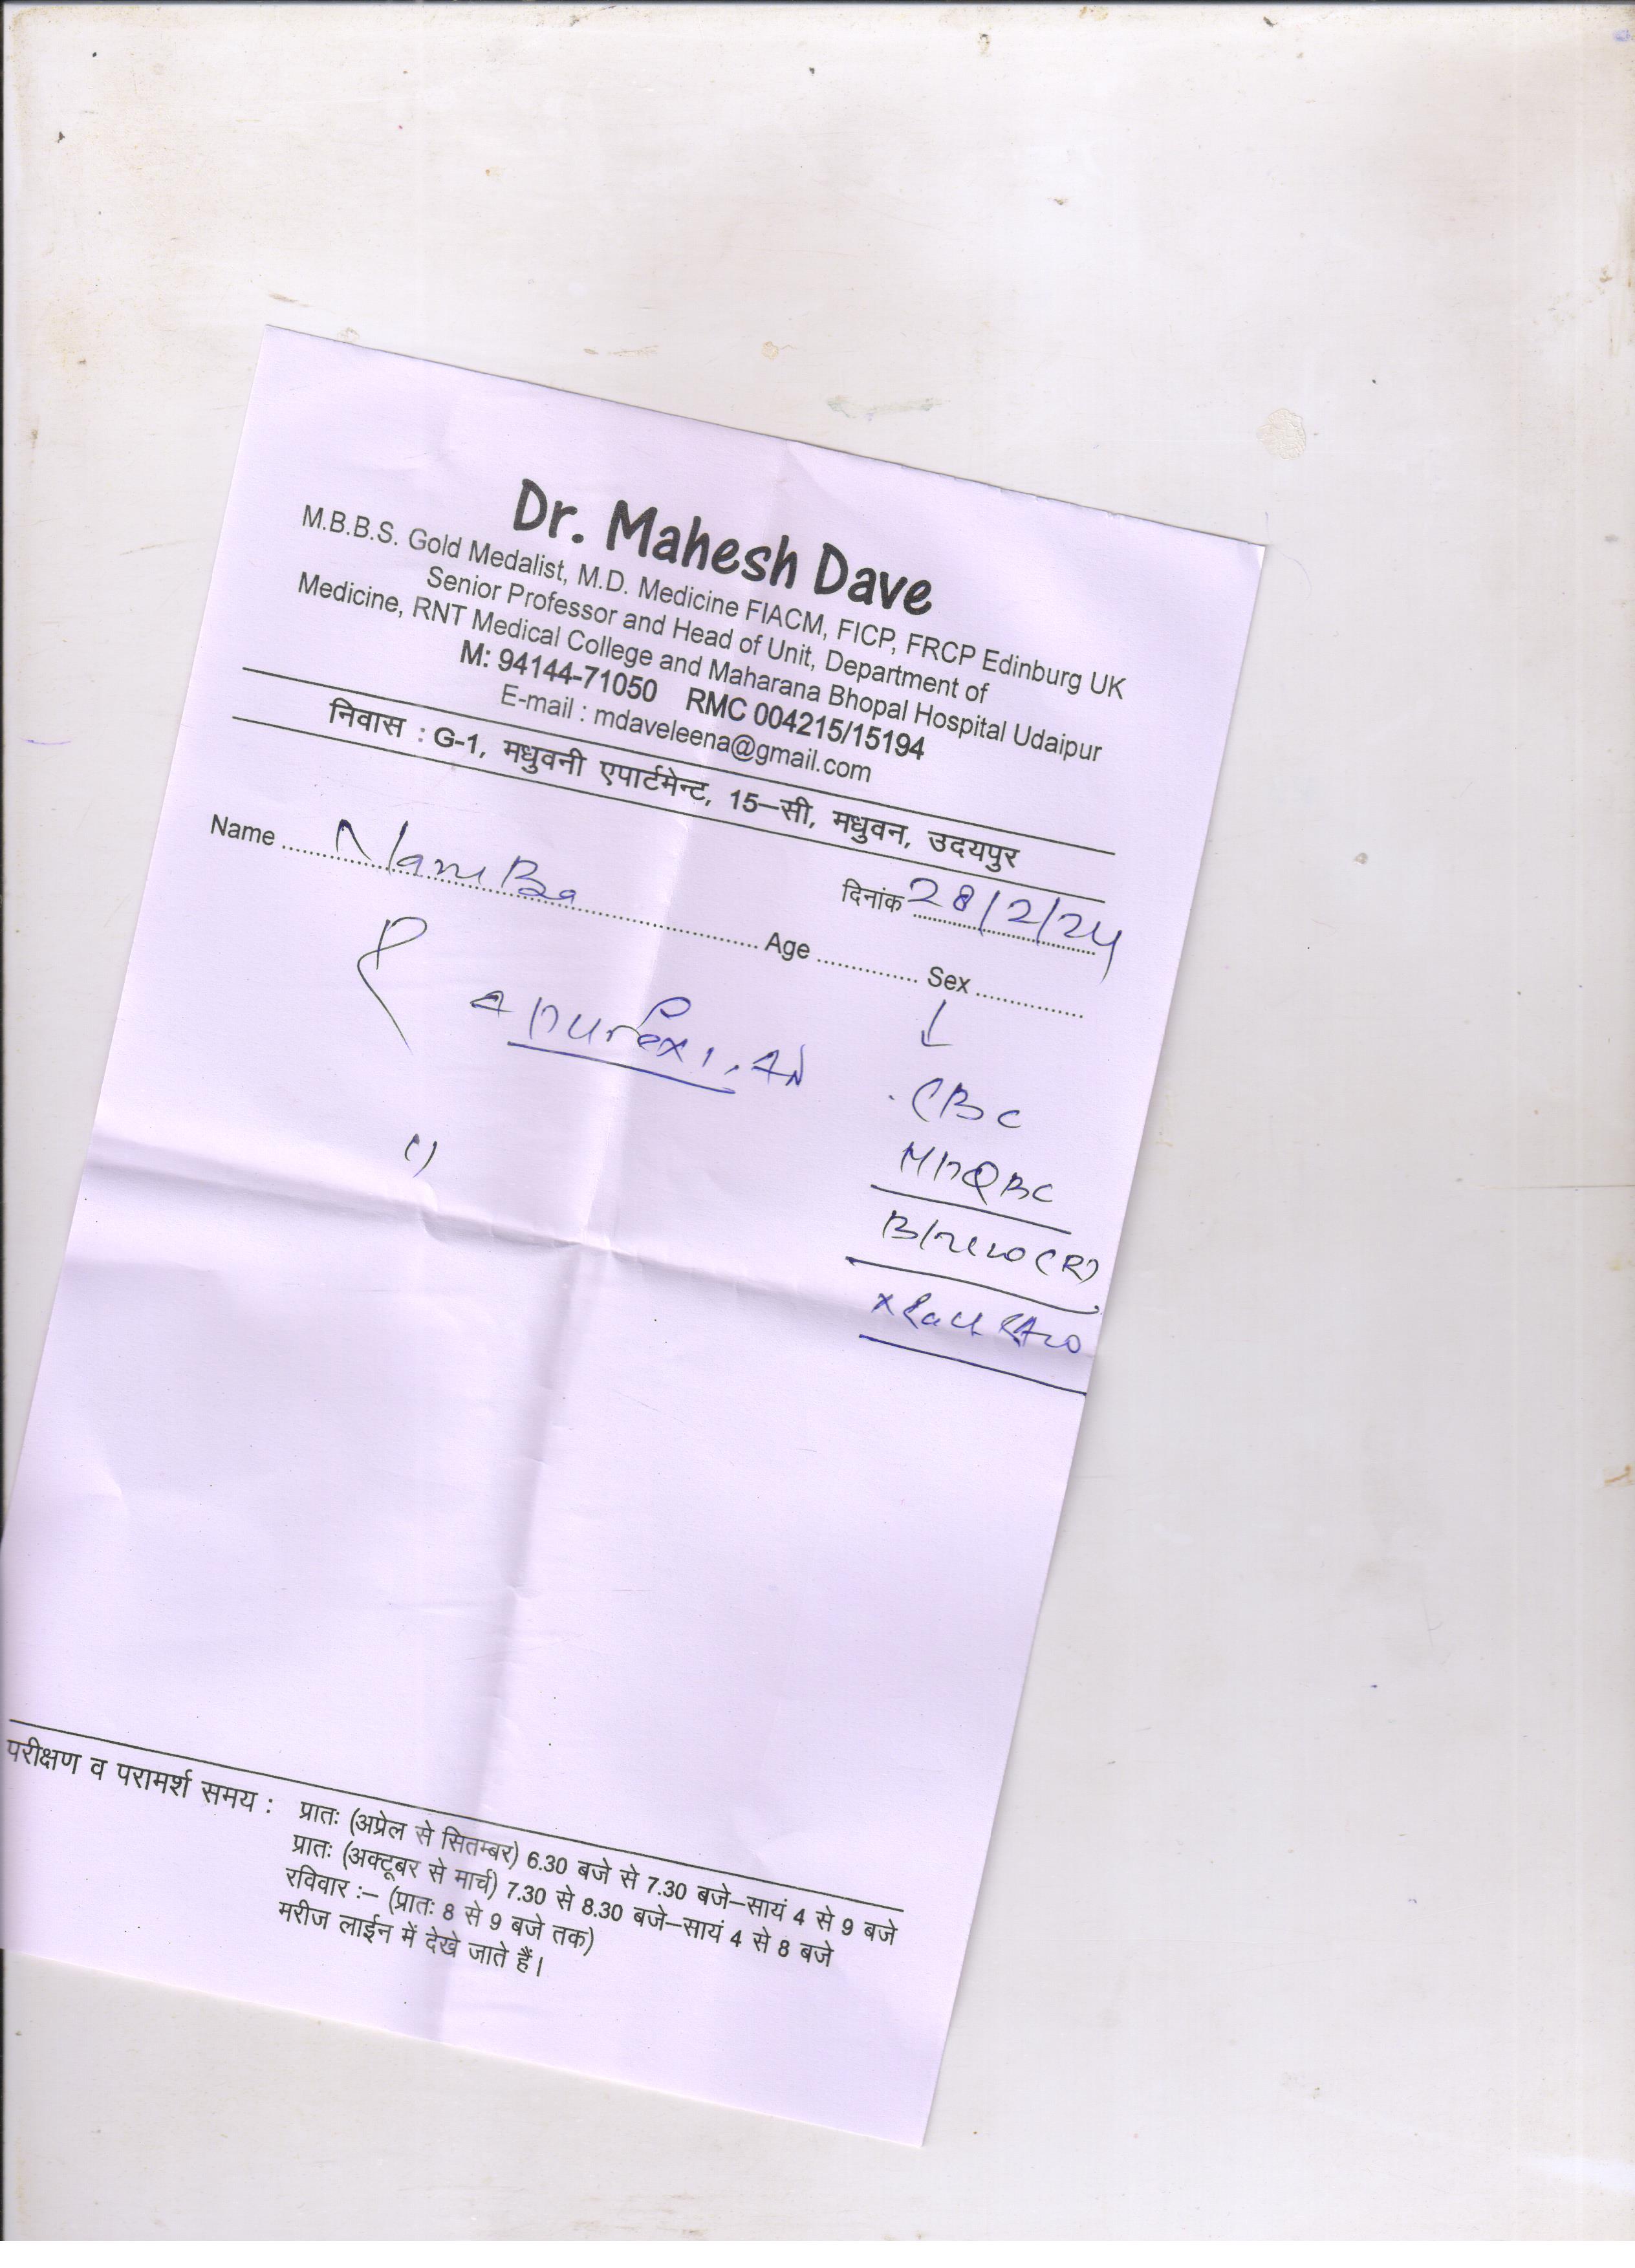 Dr. Mahesh Dave
M.B.B.S. Gold Medalist, M.D. Medicine FIACM, FICP, FRCP Edinburg UK
Senior Professor and Head of Unit, Department of
Medicine, RNT Medical College and Maharana Bhopal Hospital Udaipur
M: 94144-71050 RMC 004215/15194
E-mail : mdaveleena@gmail.com
निवास : G-1, मधुवनी एपार्टमेन्ट, 15–सी, मधुवन, उदयपुर
दिनांक 28/2/24
Name ........ Age ........ Sex ........
CBC
परीक्षण व परामर्श समय : प्रातः (अप्रेल से सितम्बर) 6.30 बजे से 7.30 बजे–सायं 4 से 9 बजे
प्रातः (अक्टूबर से मार्च) 7.30 से 8.30 बजे–सायं 4 से 8 बजे
रविवार :– (प्रातः 8 से 9 बजे तक)
मरीज लाईन में देखे जाते हैं।